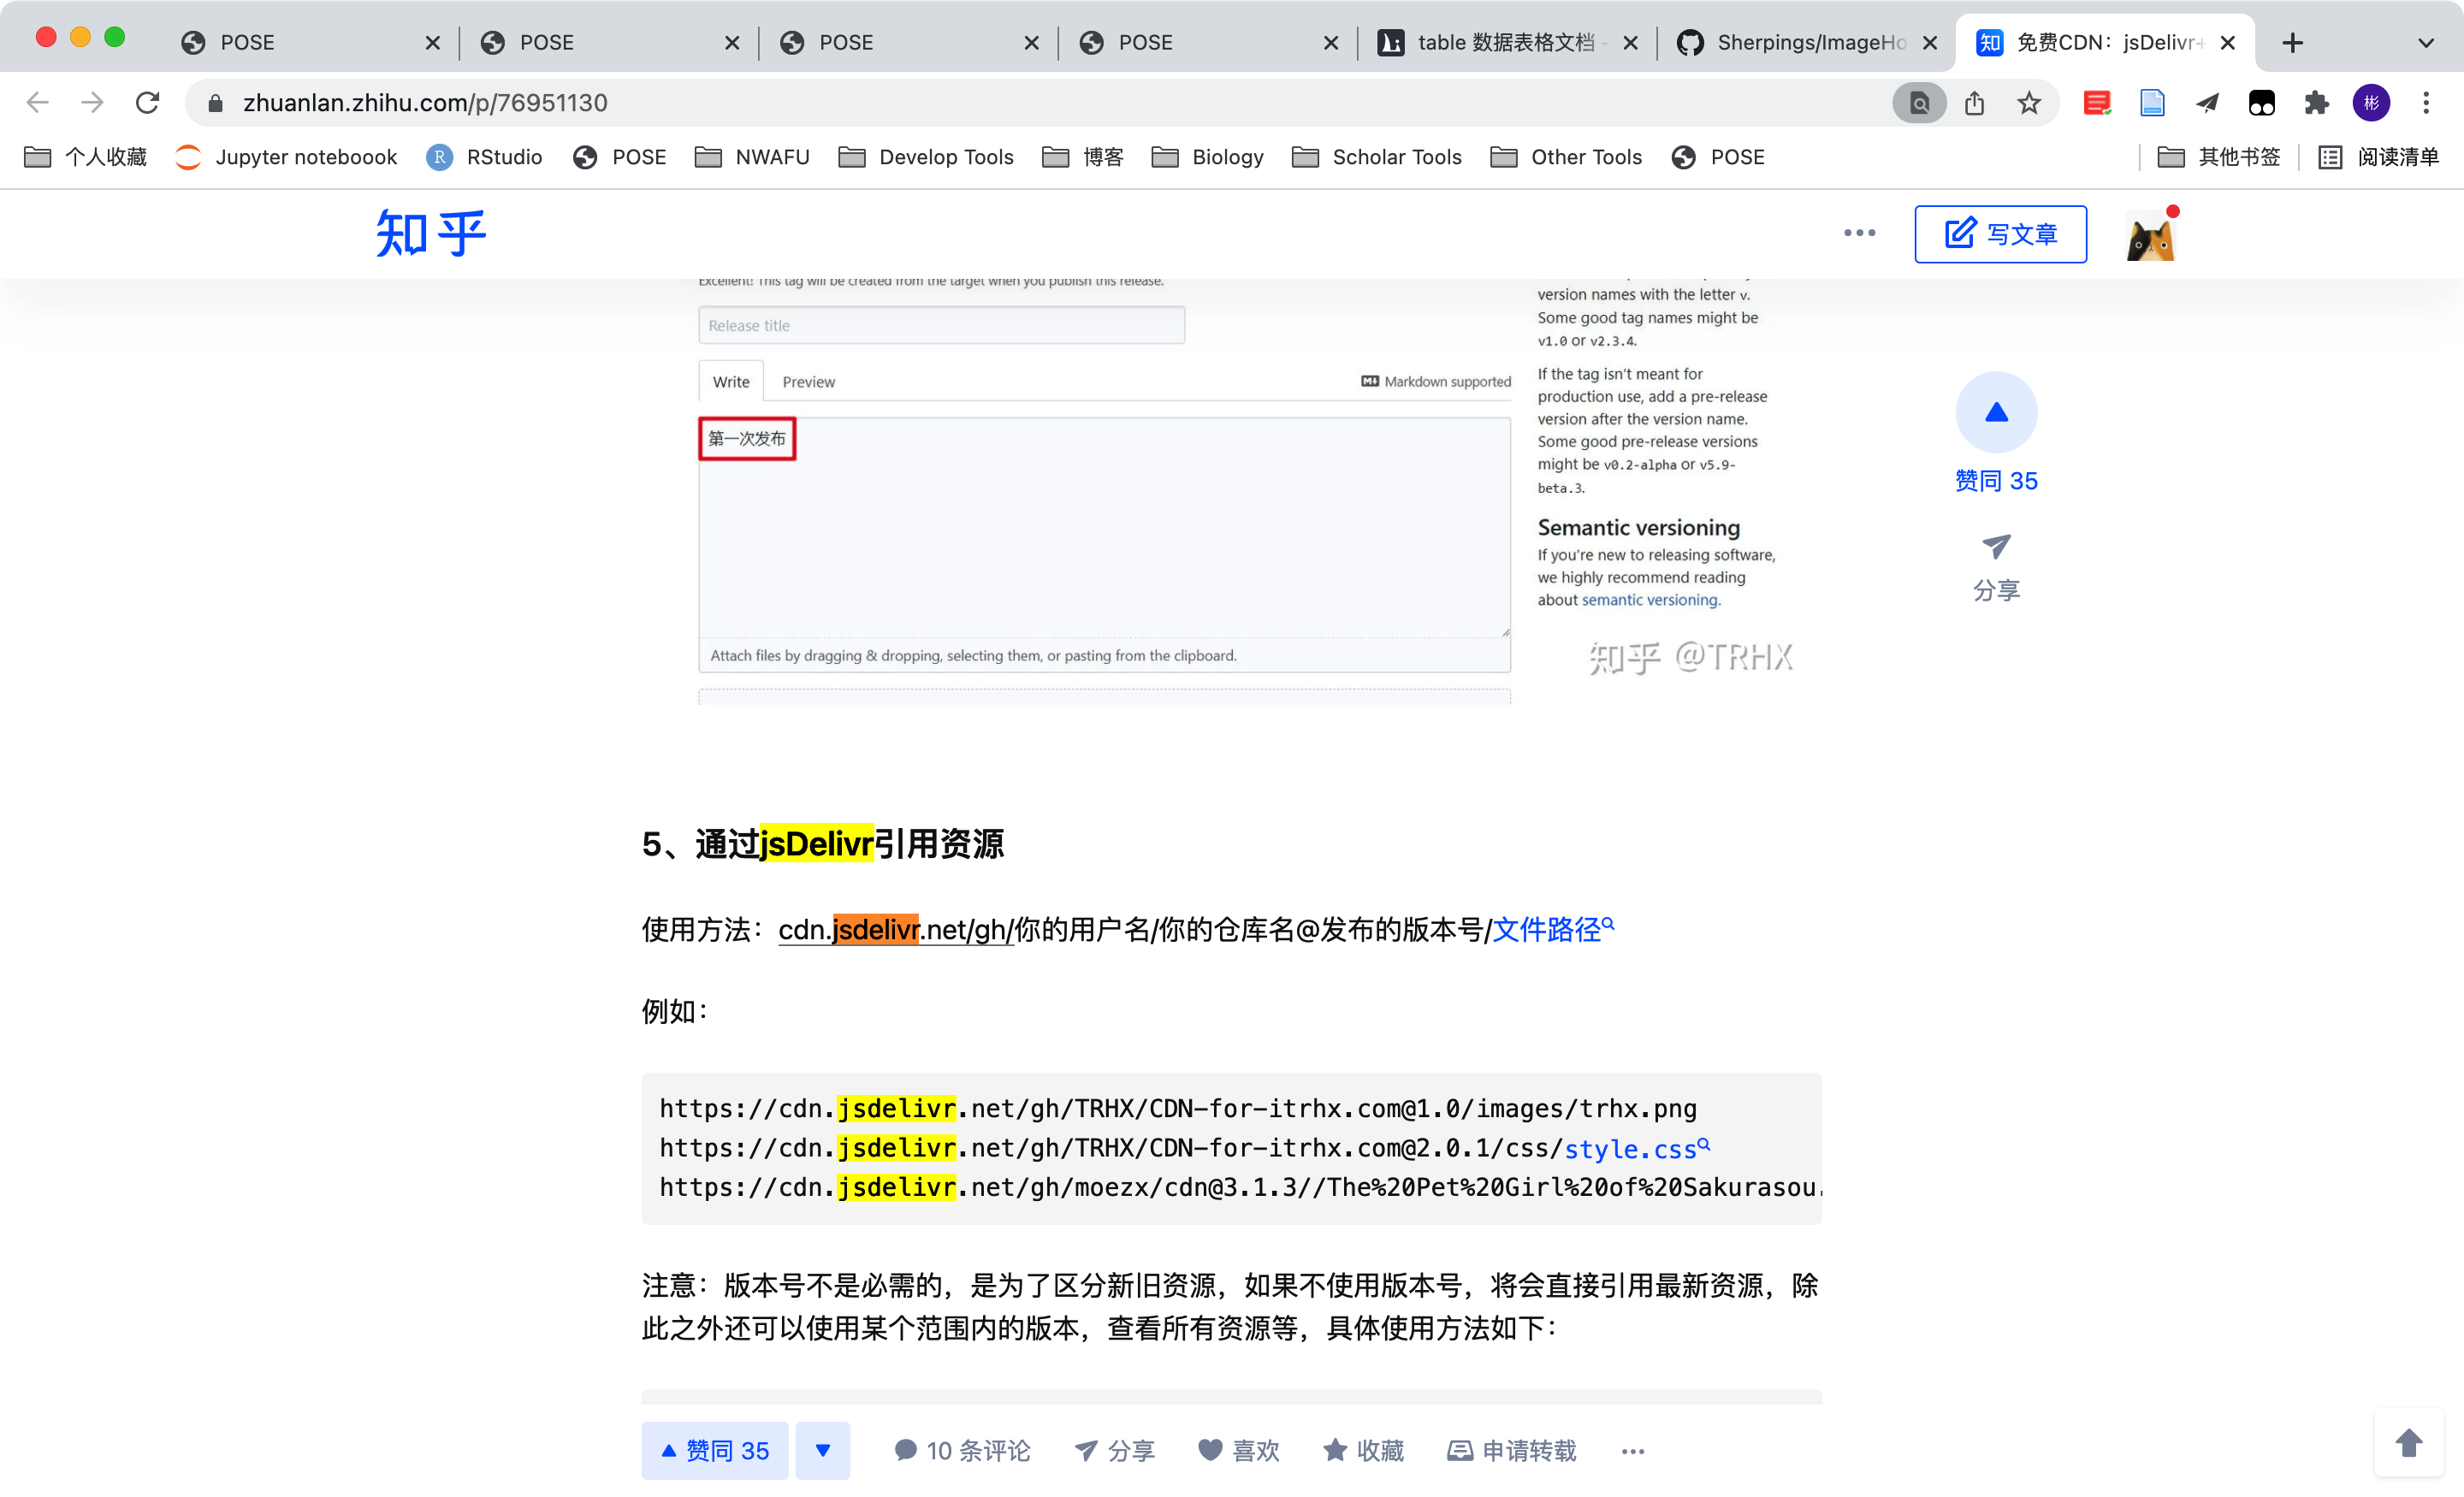 POSE
POSE
POSE
POSE
table 数据表格文档
Sherpings/ImageHo
免费CDN：jsDelivr+
zhuanlan.zhihu.com/p/76951130
彬
个人收藏
Jupyter noteboook
R
RStudio
POSE
NWAFU
Develop Tools
博客
Biology
Scholar Tools
Other Tools
POSE
其他书签
阅读清单
知乎
写文章
Excellent! This tag will be created from the target when you publish this release.
Release title
Write
Preview
Markdown supported
第一次发布
Attach files by dragging & dropping, selecting them, or pasting from the clipboard.
version names with the letter v.
Some good tag names might be
v1.0 or v2.3.4.
If the tag isn't meant for
production use, add a pre-release
version after the version name.
Some good pre-release versions
might be v0.2-alpha or v5.9-
beta.3.
Semantic versioning
If you're new to releasing software,
we highly recommend reading
about semantic versioning.
知乎 @TRHX
赞同 35
分享
5、通过jsDelivr引用资源
使用方法：cdn.jsdelivr.net/gh/你的用户名/你的仓库名@发布的版本号/文件路径
例如：
https://cdn.jsdelivr.net/gh/TRHX/CDN-for-itrhx.com@1.0/images/trhx.png
https://cdn.jsdelivr.net/gh/TRHX/CDN-for-itrhx.com@2.0.1/css/style.css
https://cdn.jsdelivr.net/gh/moezx/cdn@3.1.3//The%20Pet%20Girl%20of%20Sakurasou.
注意：版本号不是必需的，是为了区分新旧资源，如果不使用版本号，将会直接引用最新资源，除
此之外还可以使用某个范围内的版本，查看所有资源等，具体使用方法如下：
赞同 35
10 条评论
分享
喜欢
收藏
申请转载